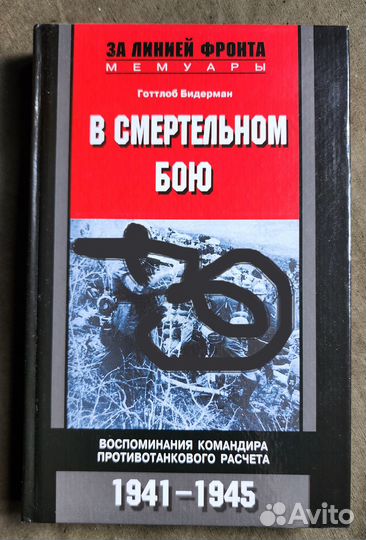 ЗА ЛИНИЕЙ ФРОНТА
МЕМУАРЫ
Готтлоб Бидерман
В СМЕРТЕЛЬНОМ
БОЮ
ВОСПОМИНАНИЯ КОМАНДИРА
ПРОТИВОТАНКОВОГО РАСЧЕТА
1941–1945
Avito